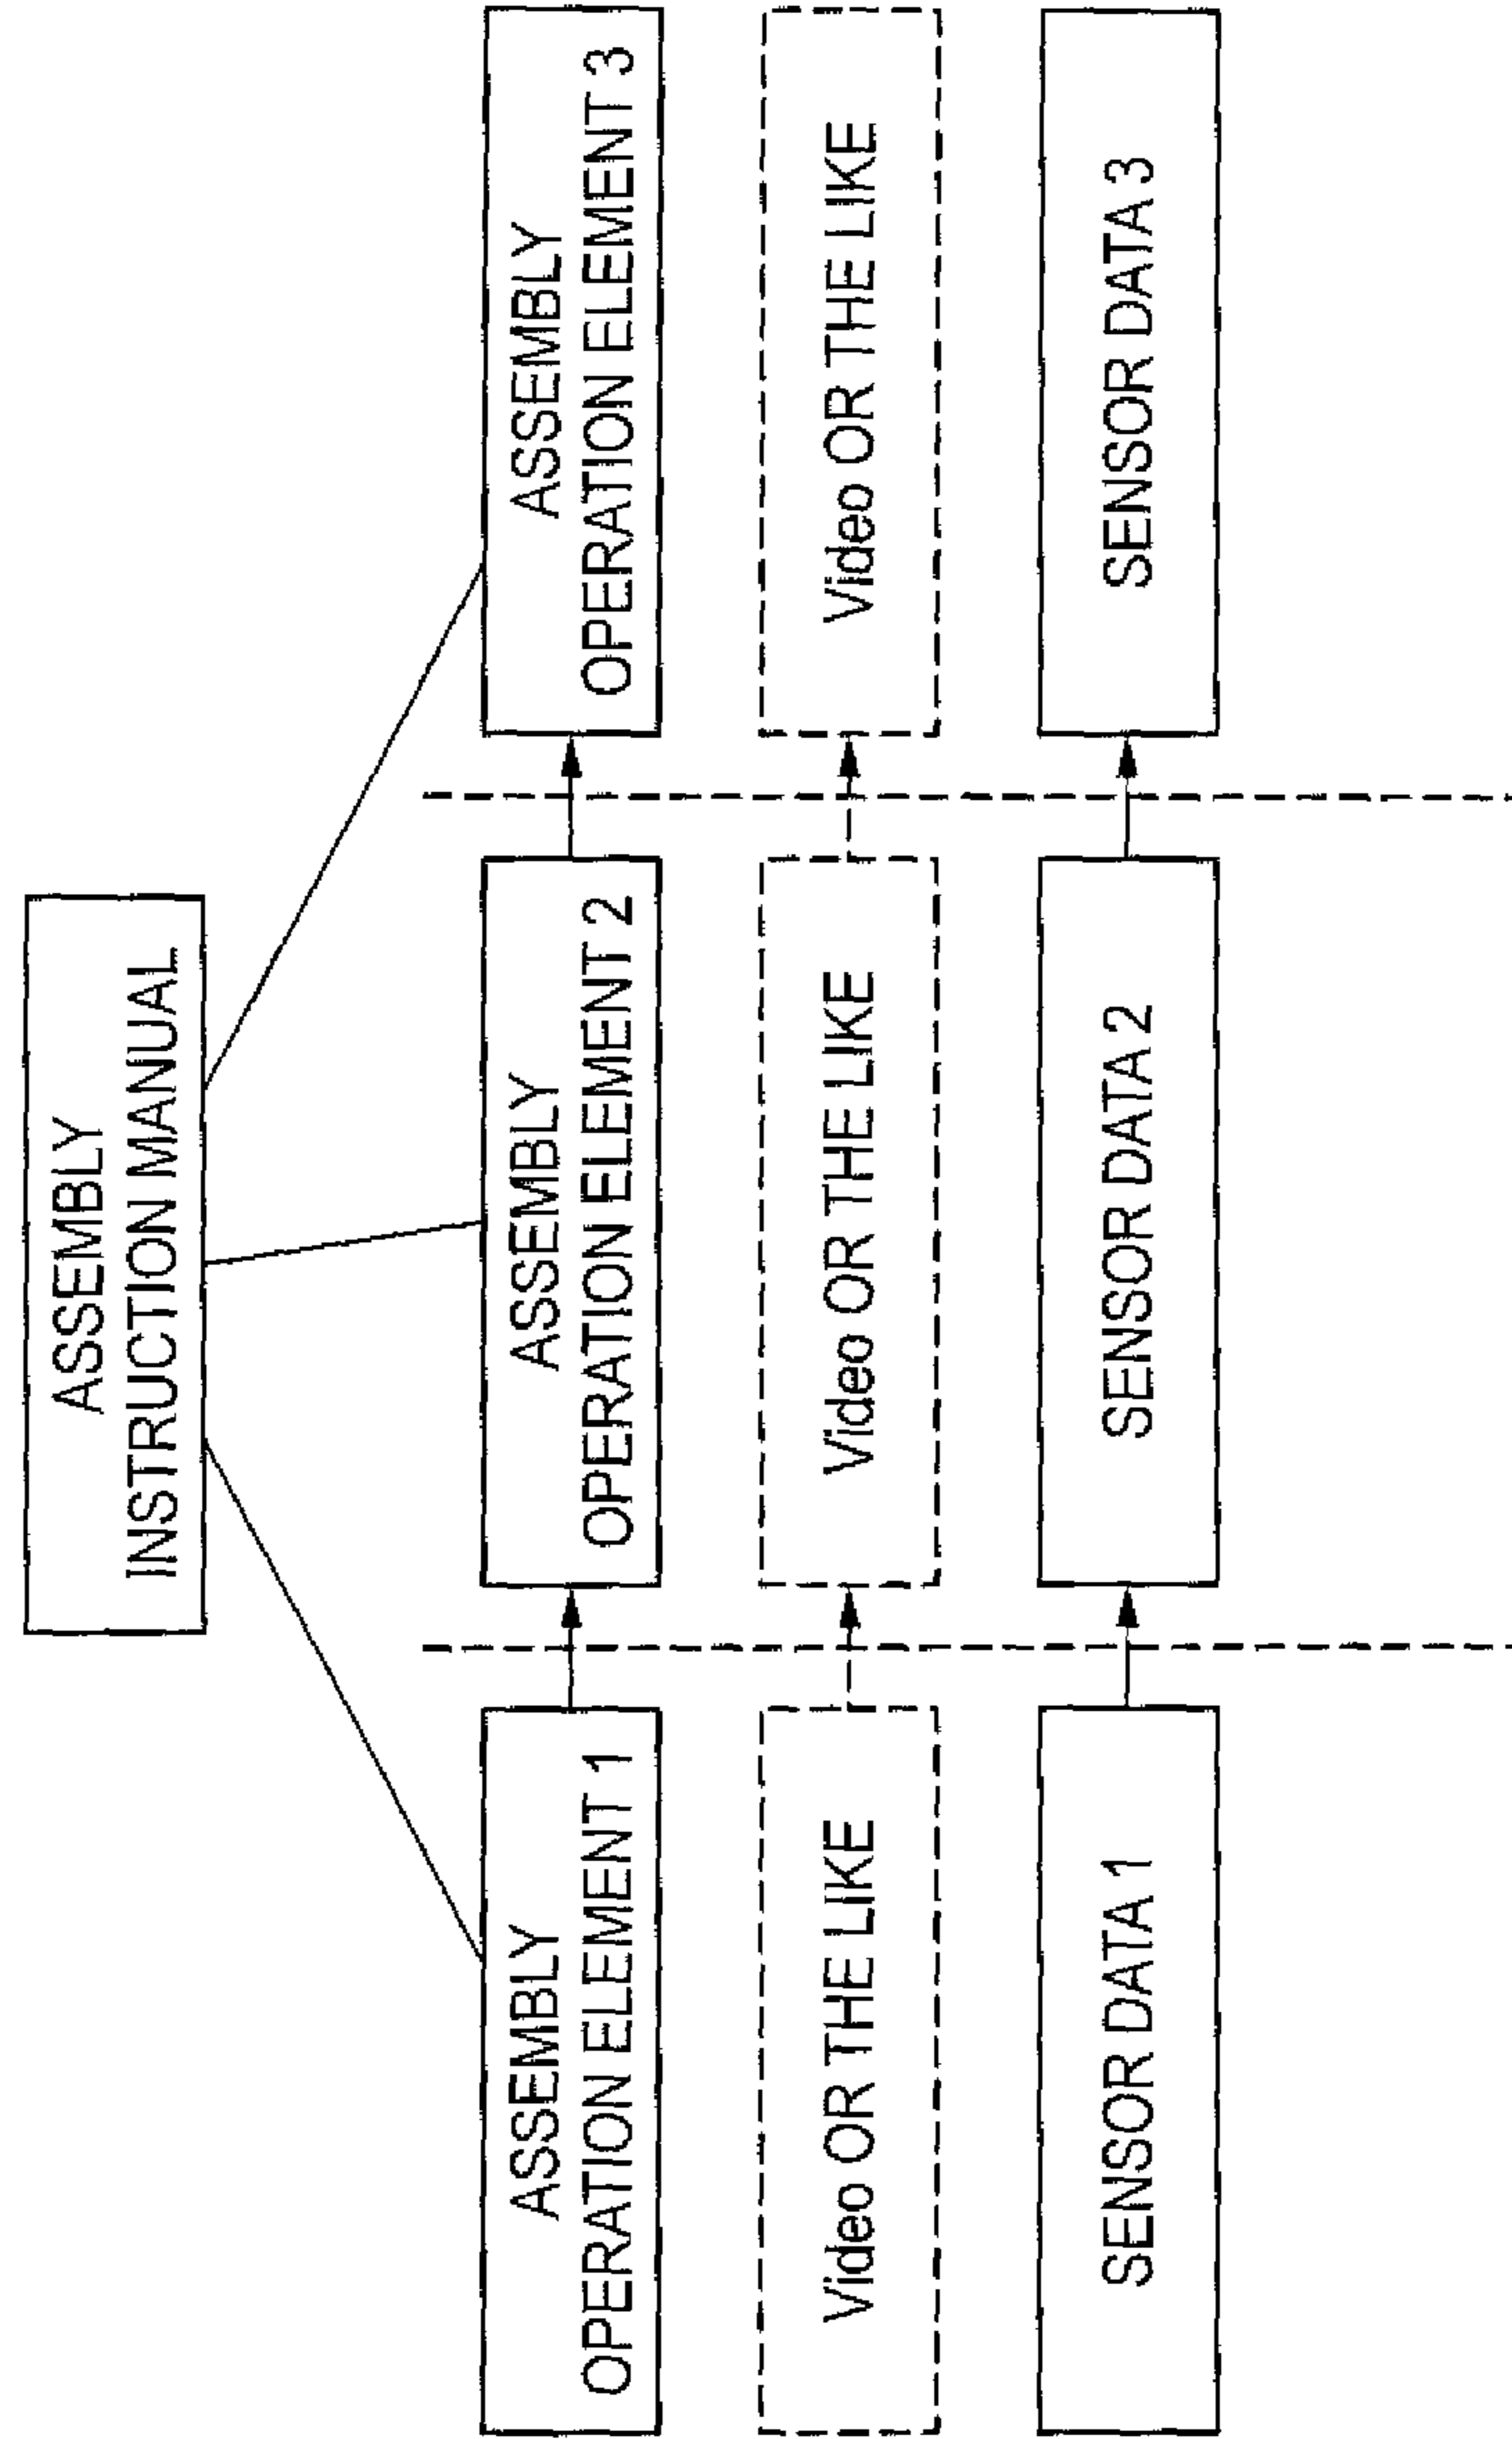 ASSEMBLY
INSTRUCTION MANUAL
ASSEMBLY
OPERATION ELEMENT 1
ASSEMBLY
OPERATION ELEMENT 2
ASSEMBLY
OPERATION ELEMENT 3
Video OR THE LIKE
Video OR THE LIKE
Video OR THE LIKE
SENSOR DATA 1
SENSOR DATA 2
SENSOR DATA 3